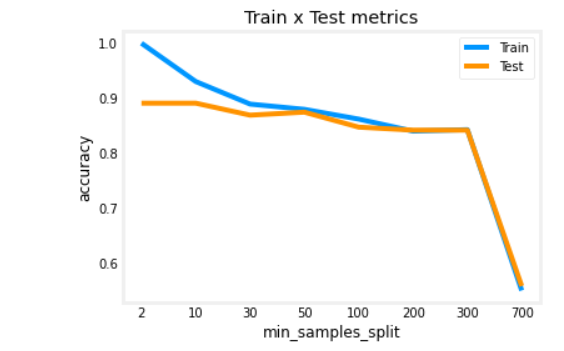 Train x Test metrics
Train
Test
accuracy
1.0
0.9
0.8
0.7
0.6
2 10 30 50 100 200 300 700
min_samples_split